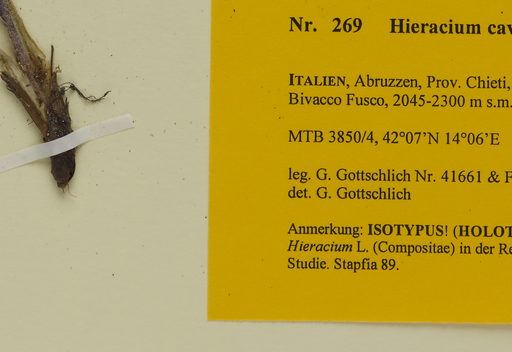 Nr. 269 Hieracium cav
ITALIEN, Abruzzen, Prov. Chieti,
Bivacco Fusco, 2045-2300 m s.m.
MTB 3850/4, 42°07’N 14°06’E
leg. G. Gottschlich Nr. 41661 & F
det. G. Gottschlich
Anmerkung: ISOTYPUS! (HOLOT
Hieracium L. (Compositae) in der Re
Studie. Stapfia 89.